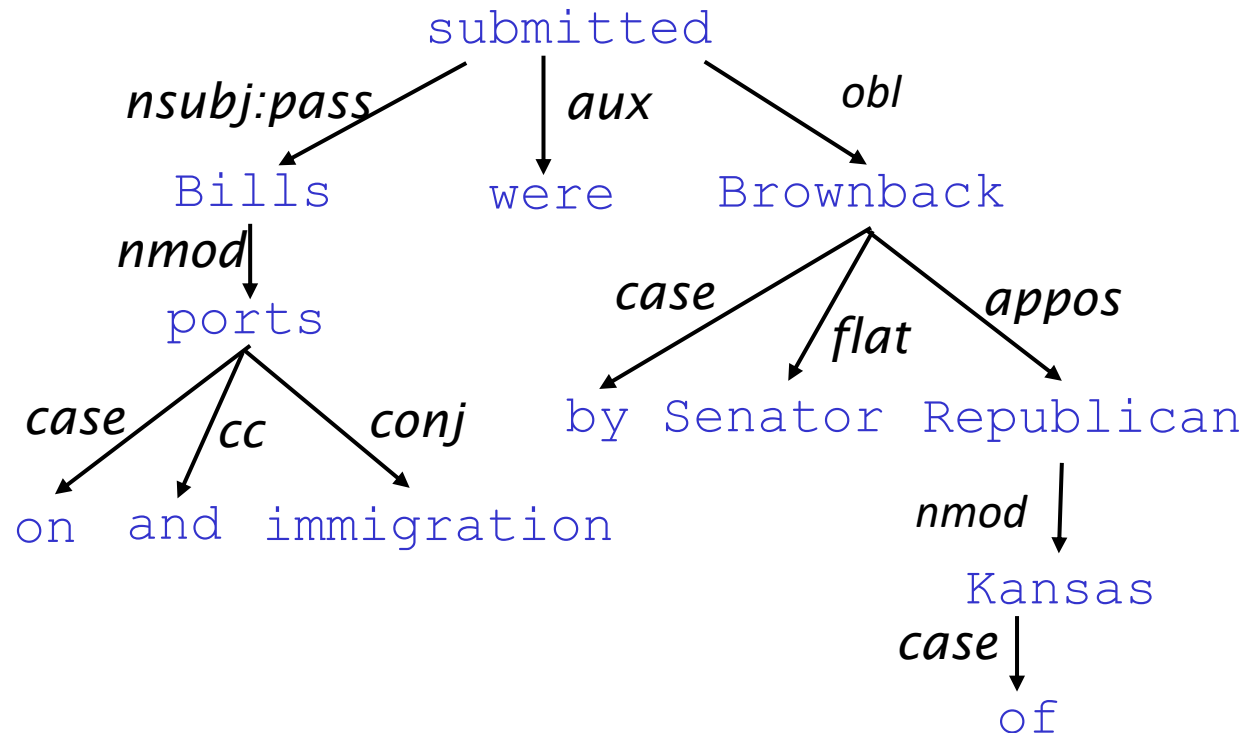 submitted
nsubj:pass aux obl
Bills were Brownback
nmod
ports
case flat appos
case cc conj
by Senator Republican
on and immigration
nmod
Kansas
case
of